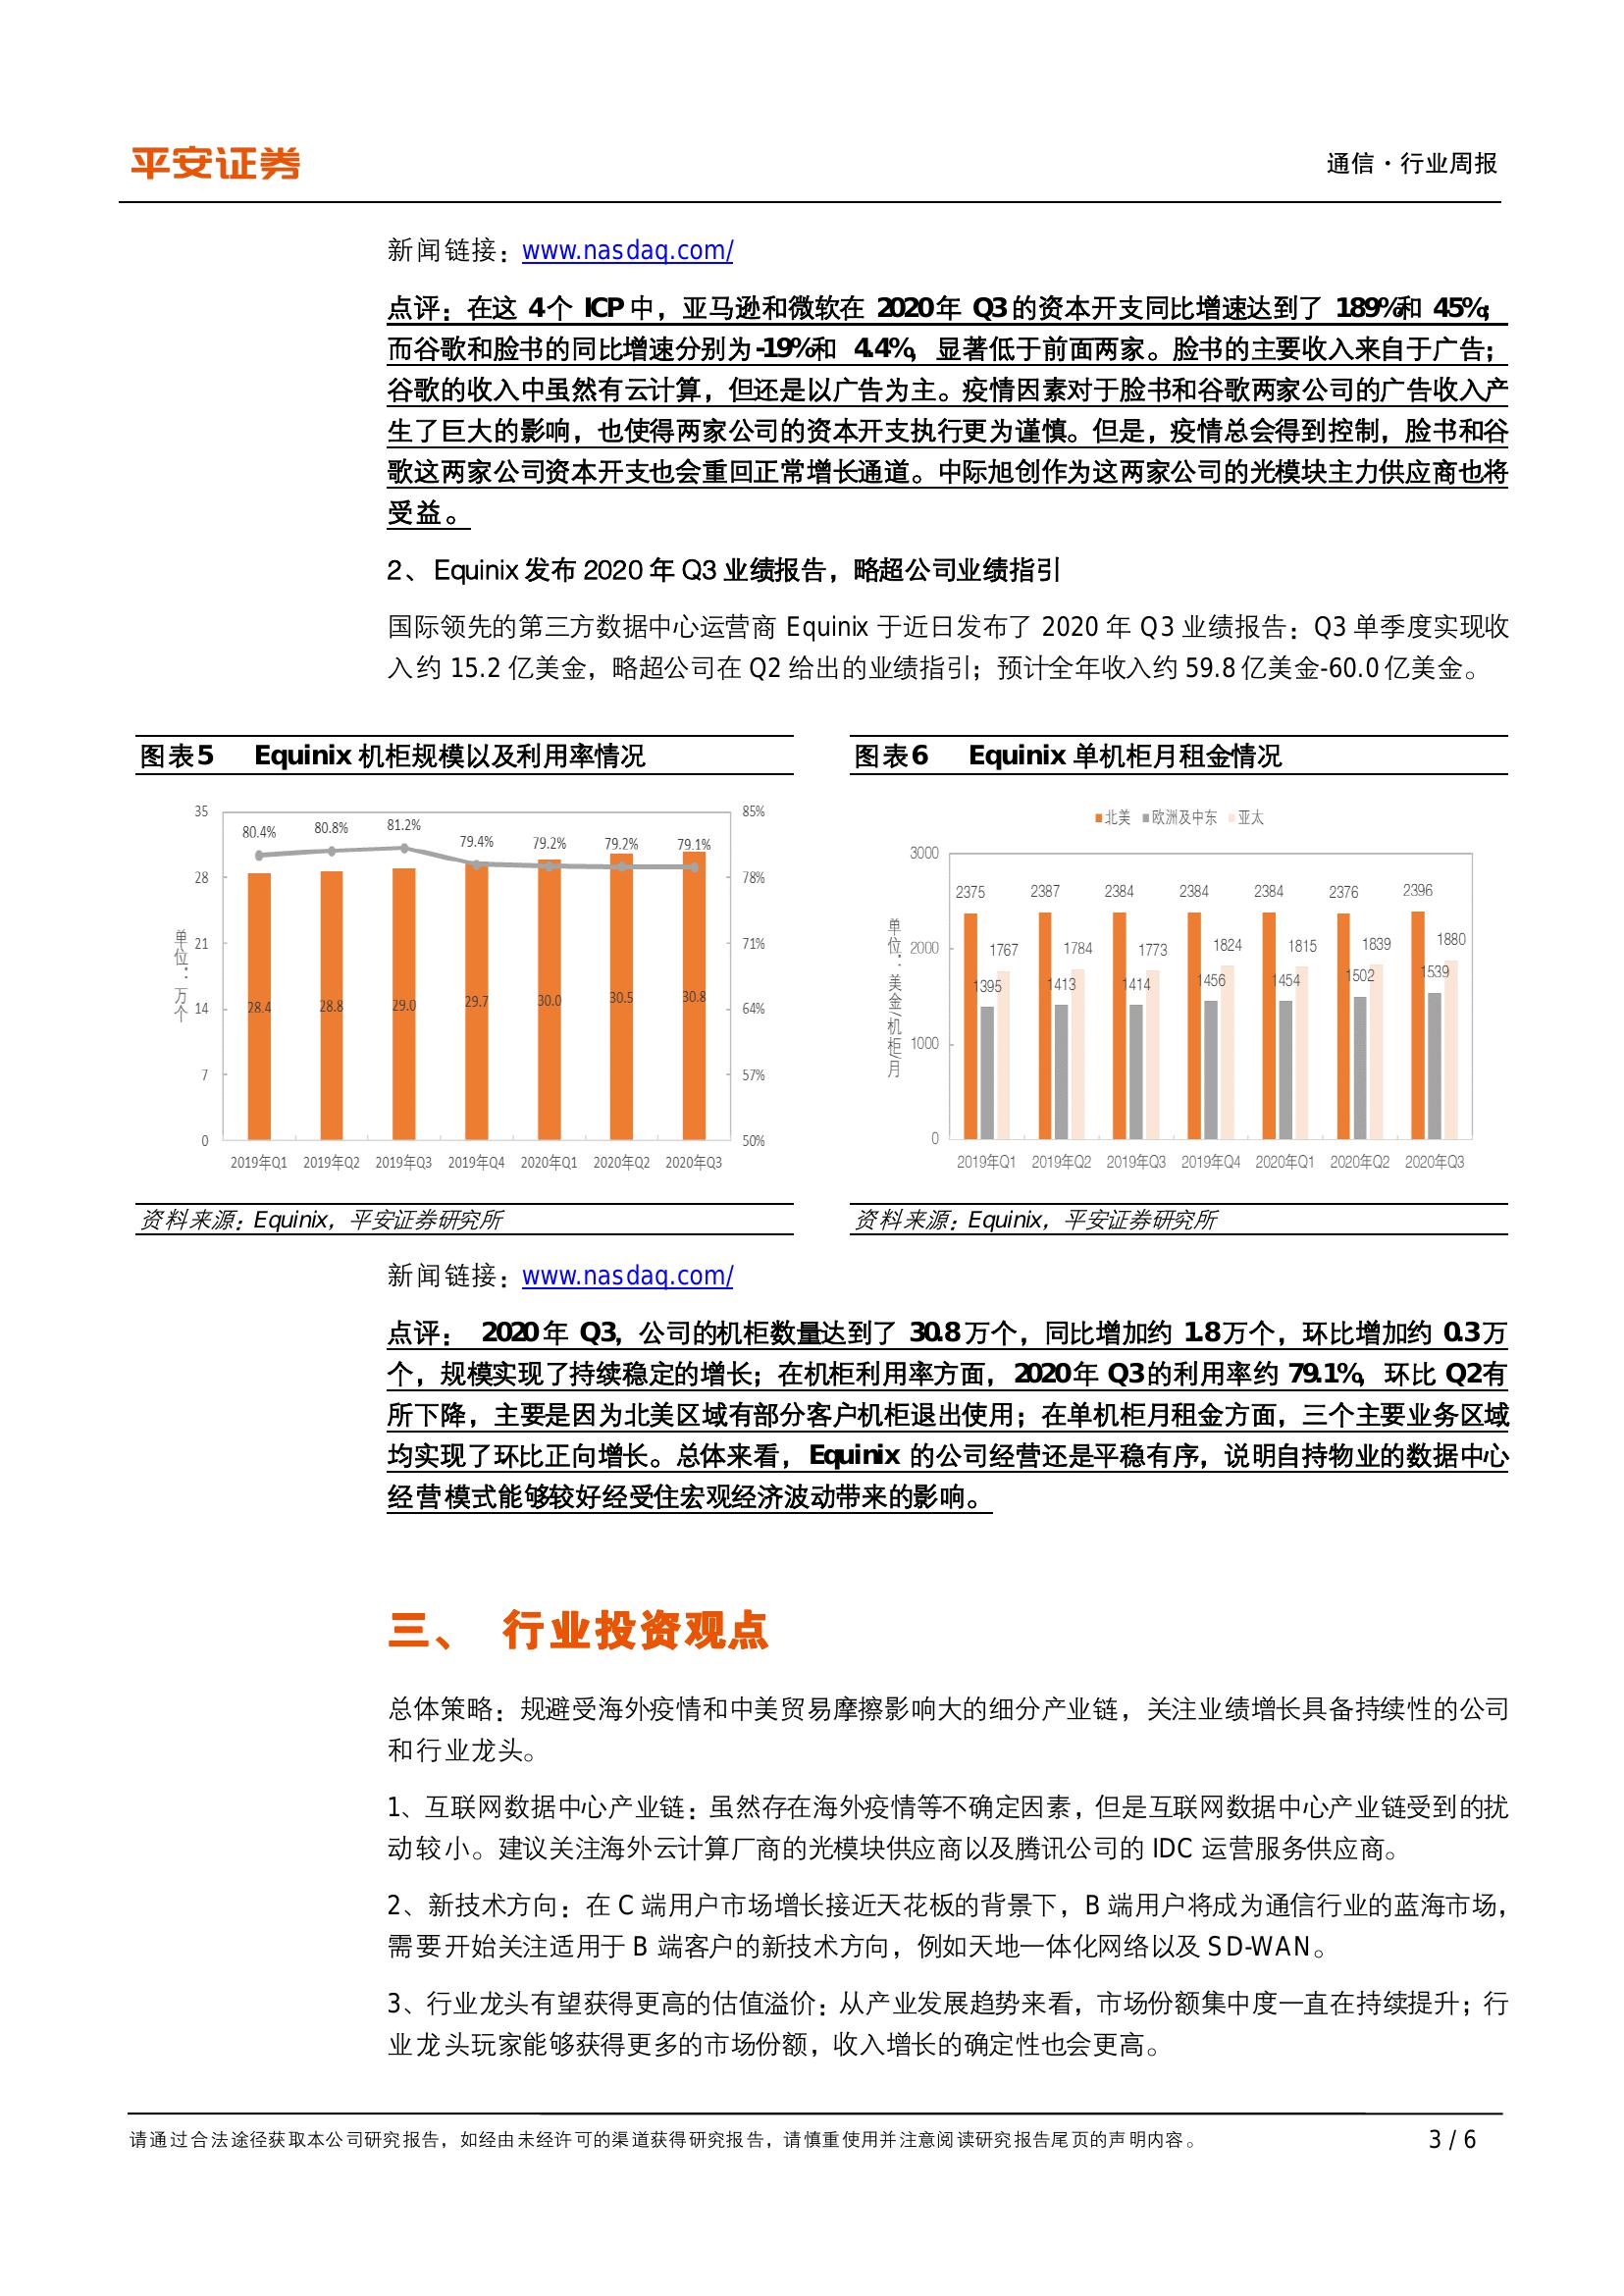 平安证券
通信·行业周报
新闻链接：www.nasdaq.com/
点评：在这 4个 ICP 中，亚马逊和微软在 2020年 Q3的资本开支同比增速达到了 189%和 45%；
而谷歌和脸书的同比增速分别为-19%和 4.4%，显著低于前面两家。脸书的主要收入来自于广告；
谷歌的收入中虽然有云计算，但还是以广告为主。疫情因素对于脸书和谷歌两家公司的广告收入产
生了巨大的影响，也使得两家公司的资本开支执行更为谨慎。但是，疫情总会得到控制，脸书和谷
歌这两家公司资本开支也会重回正常增长通道。中际旭创作为这两家公司的光模块主力供应商也将
受益。
2、Equinix 发布 2020 年 Q3 业绩报告，略超公司业绩指引
国际领先的第三方数据中心运营商 Equinix 于近日发布了 2020 年 Q3 业绩报告：Q3 单季度实现收
入约 15.2 亿美金，略超公司在 Q2 给出的业绩指引；预计全年收入约 59.8 亿美金-60.0 亿美金。
图表5 Equinix 机柜规模以及利用率情况
35
28
21
14
7
0
单位：万个
85%
78%
71%
64%
57%
50%
80.4%
80.8%
81.2%
79.4%
79.2%
79.2%
79.1%
28.4
28.8
29.0
29.7
30.0
30.5
30.8
2019年Q1 2019年Q2 2019年Q3 2019年Q4 2020年Q1 2020年Q2 2020年Q3
资料来源：Equinix，平安证券研究所
图表6 Equinix 单机柜月租金情况
北美 欧洲及中东 亚太
3000
2000
1000
0
单位：美金/机柜/月
2375 2387 2384 2384 2384 2376 2396
1767 1784 1773 1824 1815 1839 1880
1395 1413 1414 1456 1454 1502 1539
2019年Q1 2019年Q2 2019年Q3 2019年Q4 2020年Q1 2020年Q2 2020年Q3
资料来源：Equinix，平安证券研究所
新闻链接：www.nasdaq.com/
点评： 2020年 Q3，公司的机柜数量达到了 30.8万个，同比增加约 1.8万个，环比增加约 0.3万
个，规模实现了持续稳定的增长；在机柜利用率方面，2020年 Q3的利用率约 79.1%，环比 Q2有
所下降，主要是因为北美区域有部分客户机柜退出使用；在单机柜月租金方面，三个主要业务区域
均实现了环比正向增长。总体来看，Equinix 的公司经营还是平稳有序，说明自持物业的数据中心
经营模式能够较好经受住宏观经济波动带来的影响。
三、 行业投资观点
总体策略：规避受海外疫情和中美贸易摩擦影响大的细分产业链，关注业绩增长具备持续性的公司
和行业龙头。
1、互联网数据中心产业链：虽然存在海外疫情等不确定因素，但是互联网数据中心产业链受到的扰
动较小。建议关注海外云计算厂商的光模块供应商以及腾讯公司的 IDC 运营服务供应商。
2、新技术方向：在 C 端用户市场增长接近天花板的背景下，B 端用户将成为通信行业的蓝海市场，
需要开始关注适用于 B 端客户的新技术方向，例如天地一体化网络以及 SD-WAN。
3、行业龙头有望获得更高的估值溢价：从产业发展趋势来看，市场份额集中度一直在持续提升；行
业龙头玩家能够获得更多的市场份额，收入增长的确定性也会更高。
请通过合法途径获取本公司研究报告，如经由未经许可的渠道获得研究报告，请慎重使用并注意阅读研究报告尾页的声明内容。
3 / 6